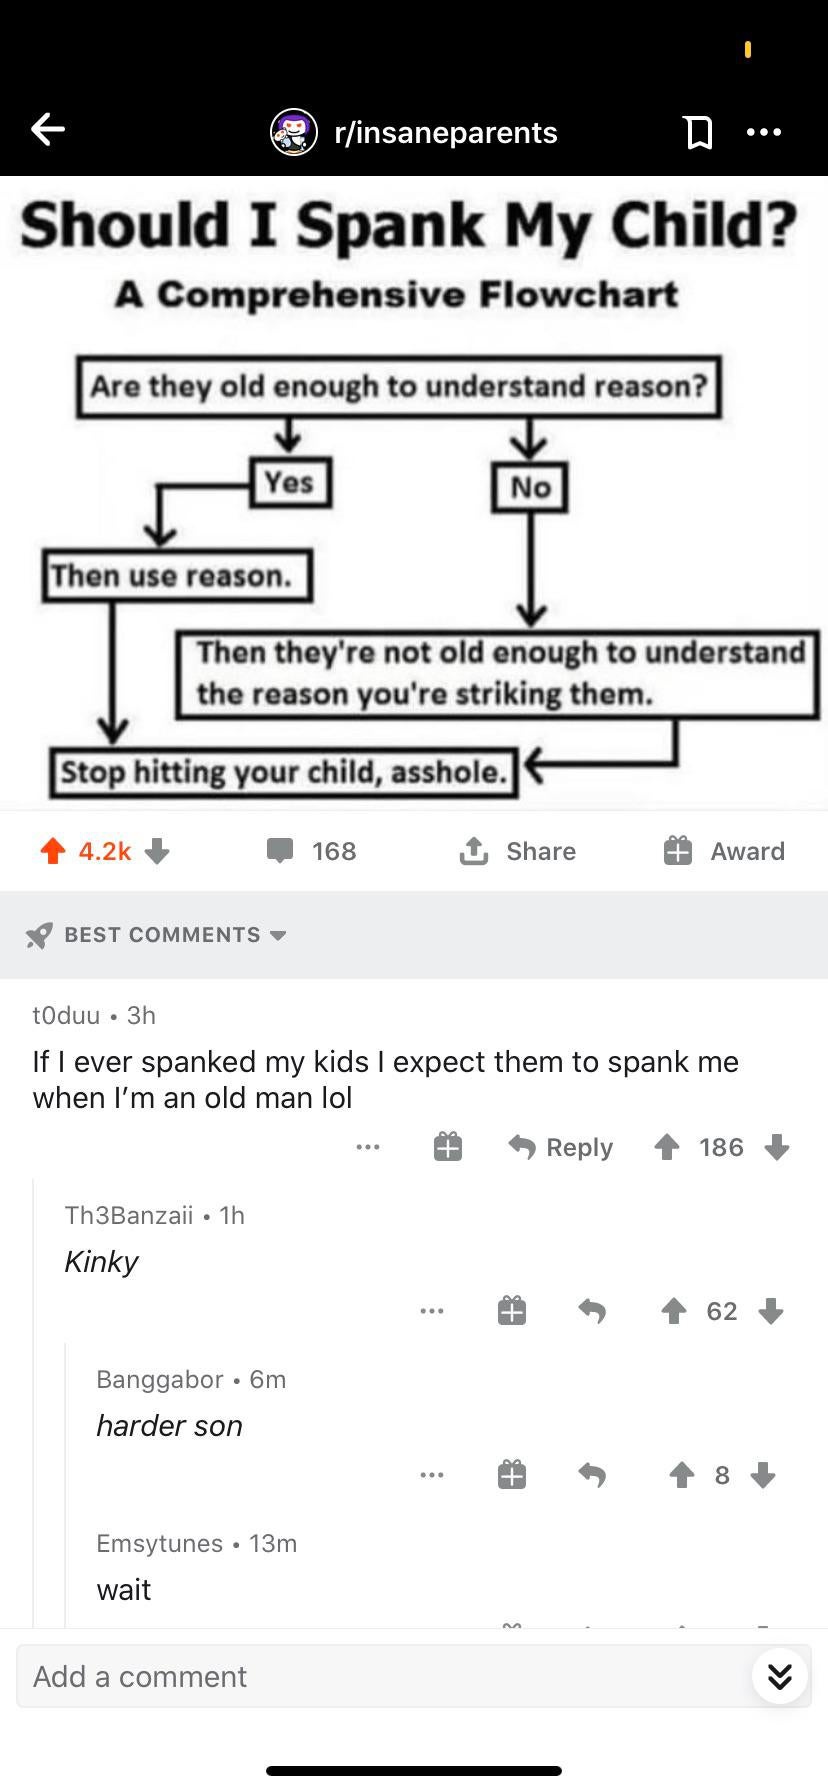 r/insaneparents
Should I Spank My Child?
A Comprehensive Flowchart
Are they old enough to understand reason?
Yes
No
Then use reason.
Then they're not old enough to understand
the reason you're striking them.
Stop hitting your child, asshole.
4.2k
168
Share
Award
BEST COMMENTS
t0duu • 3h
If I ever spanked my kids I expect them to spank me
when I’m an old man lol
Reply
186
Th3Banzaii • 1h
Kinky
62
Banggabor • 6m
harder son
8
Emsytunes • 13m
wait
Add a comment